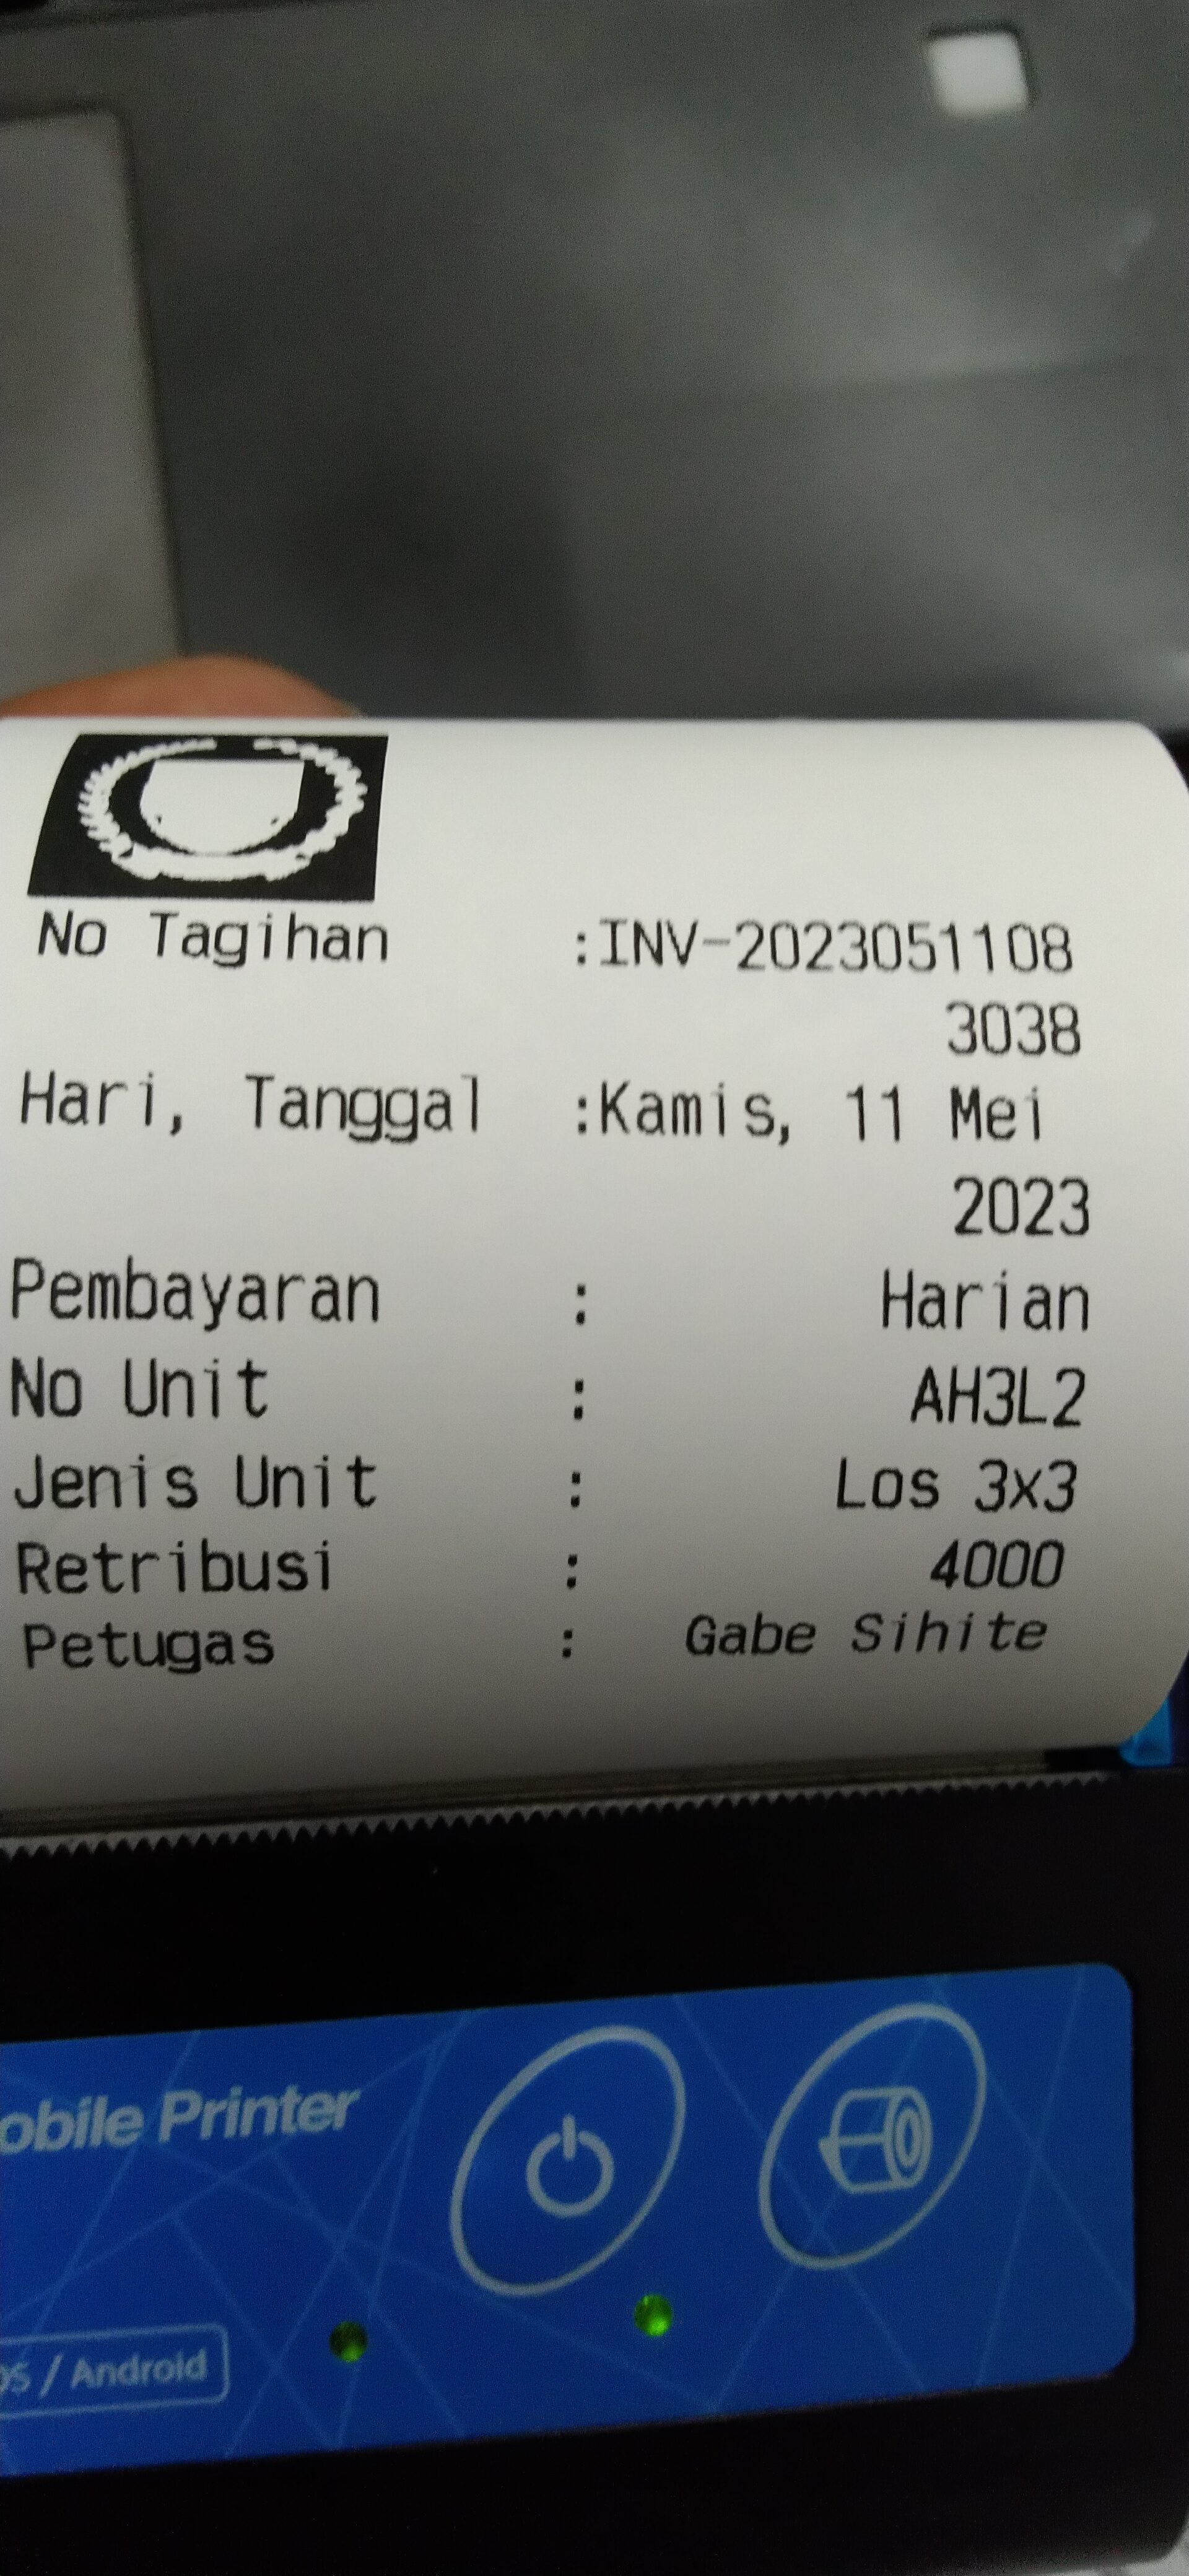 No Tagihan :INV-2023051108
3038
Hari, Tanggal :Kamis, 11 Mei
2023
Pembayaran : Harian
No Unit : AH3L2
Jenis Unit : Los 3x3
Retribusi : 4000
Petugas : Gabe Sihite
obile Printer
OS / Android